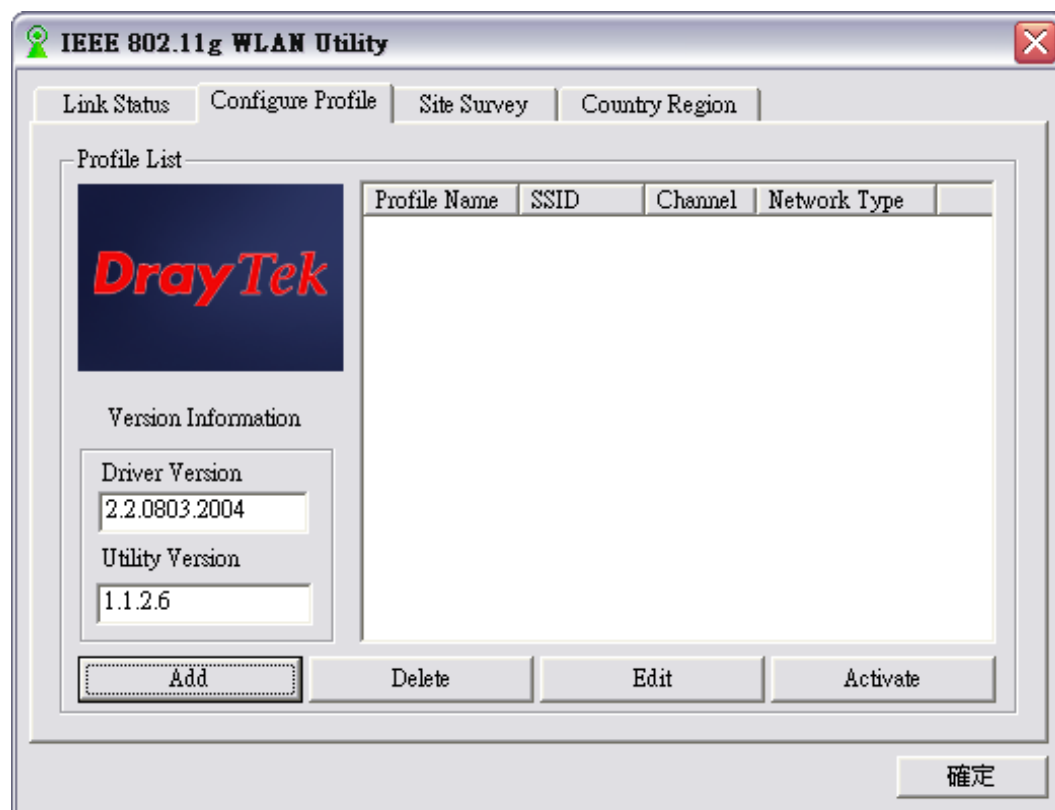 IEEE 802.11g WLAN Utility
Link Status Configure Profile Site Survey Country Region
Profile List
DrayTek
Profile Name SSID Channel Network Type
Version Information
Driver Version
2.2.0803.2004
Utility Version
1.1.2.6
Add Delete Edit Activate
確定